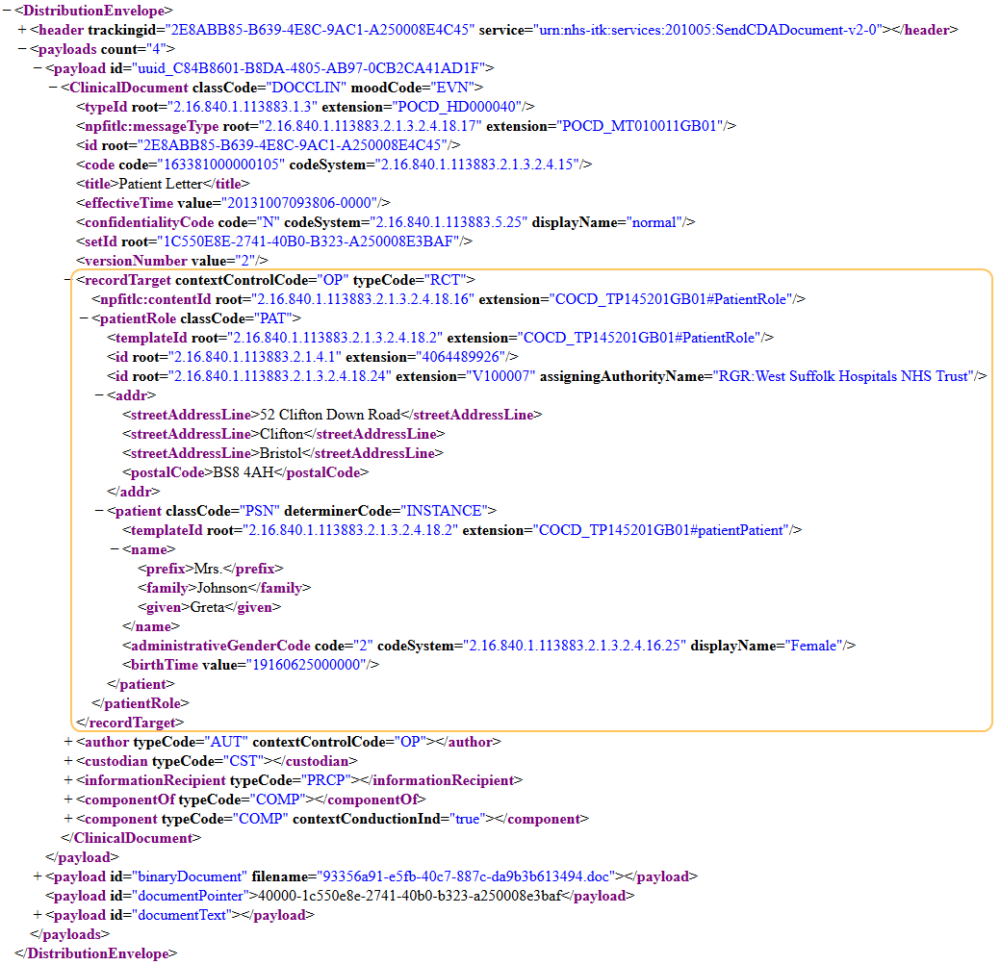 − <DistributionEnvelope>
+ <header trackingid="2E8ABB85-B639-4E8C-9AC1-A250008E4C45" service="urn:nhs-itk:services:201005:SendCDADocument-v2-0"></header>
− <payloads count="4">
− <payload id="uuid_C84B8601-B8DA-4805-AB97-0CB2CA41AD1F">
− <ClinicalDocument classCode="DOCCLIN" moodCode="EVN">
<typeId root="2.16.840.1.113883.1.3" extension="POCD_HD000040"/>
<npfitlc:messageType root="2.16.840.1.113883.2.1.3.2.4.18.17" extension="POCD_MT010011GB01"/>
<id root="2E8ABB85-B639-4E8C-9AC1-A250008E4C45"/>
<code code="163381000000105" codeSystem="2.16.840.1.113883.2.1.3.2.4.15"/>
<title>Patient Letter</title>
<effectiveTime value="20131007093806-0000"/>
<confidentialityCode code="N" codeSystem="2.16.840.1.113883.5.25" displayName="normal"/>
<setId root="1C550E8E-2741-40B0-B323-A250008E3BAF"/>
<versionNumber value="2"/>
− <recordTarget contextControlCode="OP" typeCode="RCT">
<npfitlc:contentId root="2.16.840.1.113883.2.1.3.2.4.18.16" extension="COCD_TP145201GB01#PatientRole"/>
− <patientRole classCode="PAT">
<templateId root="2.16.840.1.113883.2.1.3.2.4.18.2" extension="COCD_TP145201GB01#PatientRole"/>
<id root="2.16.840.1.113883.2.1.4.1" extension="4064489926"/>
<id root="2.16.840.1.113883.2.1.3.2.4.18.24" extension="V100007" assigningAuthorityName="RGR:West Suffolk Hospitals NHS Trust"/>
− <addr>
<streetAddressLine>52 Clifton Down Road</streetAddressLine>
<streetAddressLine>Clifton</streetAddressLine>
<streetAddressLine>Bristol</streetAddressLine>
<postalCode>BS8 4AH</postalCode>
</addr>
− <patient classCode="PSN" determinerCode="INSTANCE">
<templateId root="2.16.840.1.113883.2.1.3.2.4.18.2" extension="COCD_TP145201GB01#patientPatient"/>
− <name>
<prefix>Mrs.</prefix>
<family>Johnson</family>
<given>Greta</given>
</name>
<administrativeGenderCode code="2" codeSystem="2.16.840.1.113883.2.1.3.2.4.16.25" displayName="Female"/>
<birthTime value="19160625000000"/>
</patient>
</patientRole>
</recordTarget>
+ <author typeCode="AUT" contextControlCode="OP"></author>
+ <custodian typeCode="CST"></custodian>
+ <informationRecipient typeCode="PRCP"></informationRecipient>
+ <componentOf typeCode="COMP"></componentOf>
+ <component typeCode="COMP" contextConductionInd="true"></component>
</ClinicalDocument>
</payload>
+ <payload id="binaryDocument" filename="93356a91-e5fb-40c7-887c-da9b3b613494.doc"></payload>
<payload id="documentPointer">40000-1c550e8e-2741-40b0-b323-a250008e3baf</payload>
+ <payload id="documentText"></payload>
</payloads>
</DistributionEnvelope>